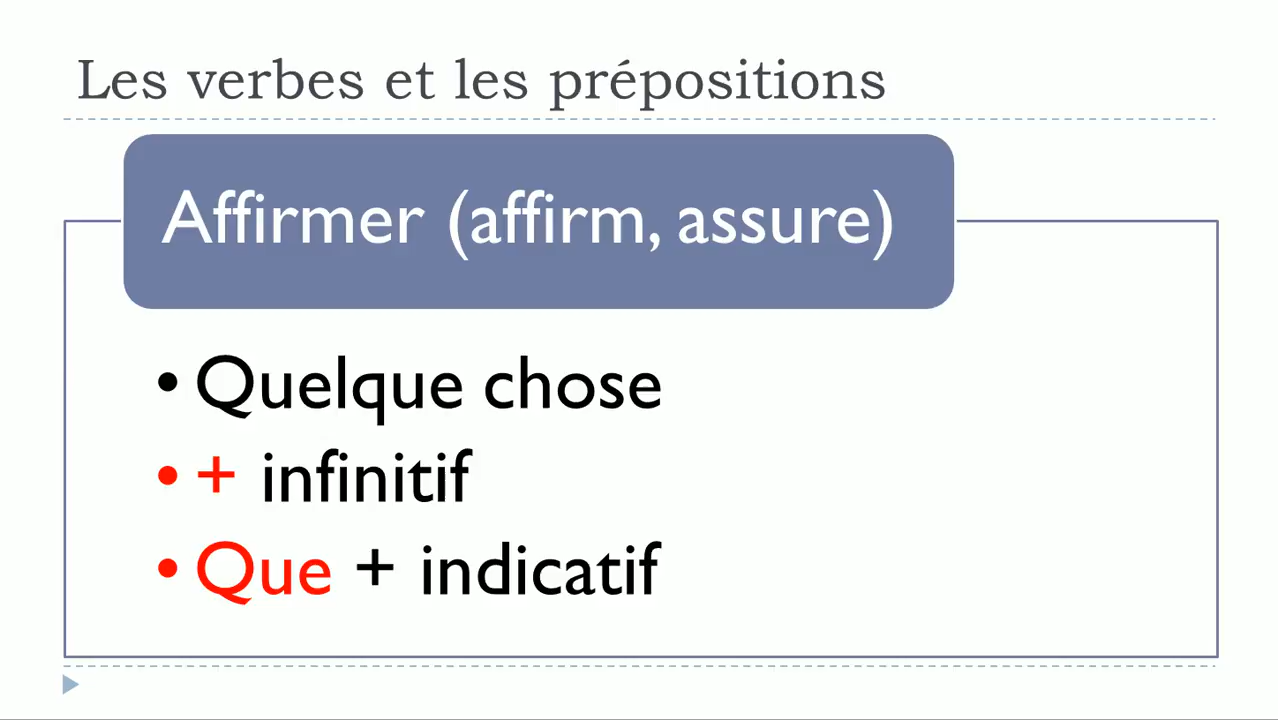 Les verbes et les prépositions
Affirmer (affirm, assure)
• Quelque chose
• + infinitif
• Que + indicatif